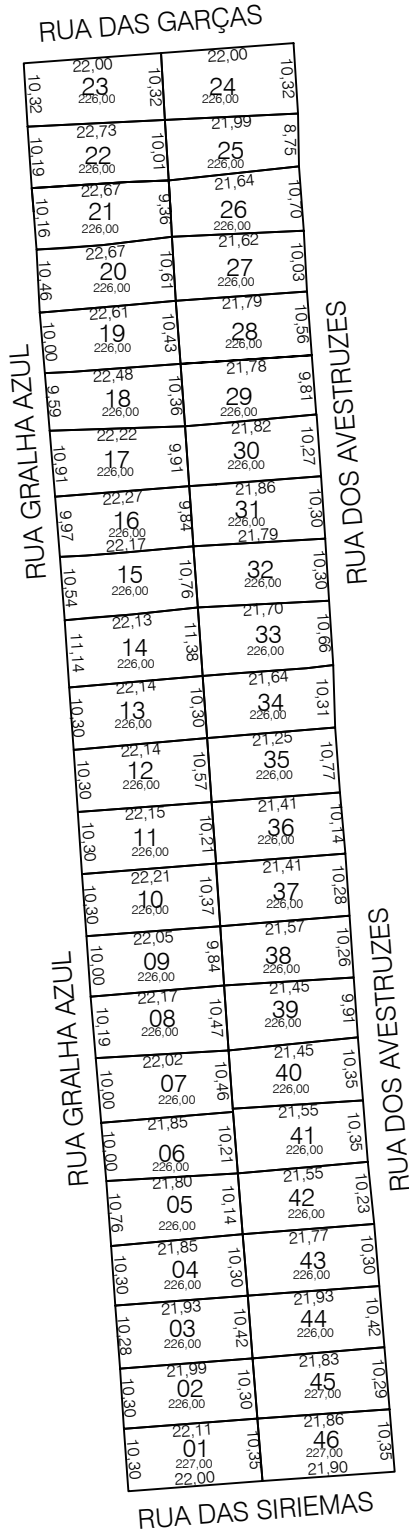 RUA DAS GARÇAS
22,00 22,00
10,32 23 10,32 24 10,32
226,00 226,00
22,73 21,99
10,19 22 10,01 25 8,75
226,00 226,00
22,67 21,64
10,16 21 9,36 26 10,70
226,00 226,00
22,67 21,62
10,46 20 10,61 27 10,03
226,00 226,00
22,61 21,79
10,00 19 10,43 28 10,56
226,00 226,00
22,48 21,78
9,59 18 10,36 29 9,81
226,00 226,00
RUA GRALHA AZUL
RUA DOS AVESTRUZES
22,22 21,82
10,91 17 9,91 30 10,27
226,00 226,00
22,27 21,86
9,97 16 9,84 31 10,30
226,00 226,00
22,17 21,79
10,54 15 10,76 32 10,30
226,00 226,00
22,13 21,70
11,14 14 11,38 33 10,66
226,00 226,00
22,14 21,64
10,30 13 10,30 34 10,31
226,00 226,00
22,14 21,25
10,30 12 10,57 35 10,77
226,00 226,00
22,15 21,41
10,30 11 10,21 36 10,14
226,00 226,00
22,21 21,41
10,30 10 10,37 37 10,28
226,00 226,00
22,05 21,57
10,00 09 9,84 38 10,26
226,00 226,00
RUA GRALHA AZUL
RUA DOS AVESTRUZES
22,17 21,45
10,19 08 10,47 39 9,91
226,00 226,00
22,02 21,45
10,00 07 10,46 40 10,35
226,00 226,00
21,85 21,55
10,00 06 10,21 41 10,35
226,00 226,00
21,80 21,55
10,76 05 10,14 42 10,23
226,00 226,00
21,85 21,77
10,30 04 10,30 43 10,30
226,00 226,00
21,93 21,93
10,28 03 10,42 44 10,42
226,00 226,00
21,99 21,83
10,30 02 10,30 45 10,29
226,00 227,00
22,11 21,86
10,30 01 10,35 46 10,35
227,00 227,00
22,00 21,90
RUA DAS SIRIEMAS